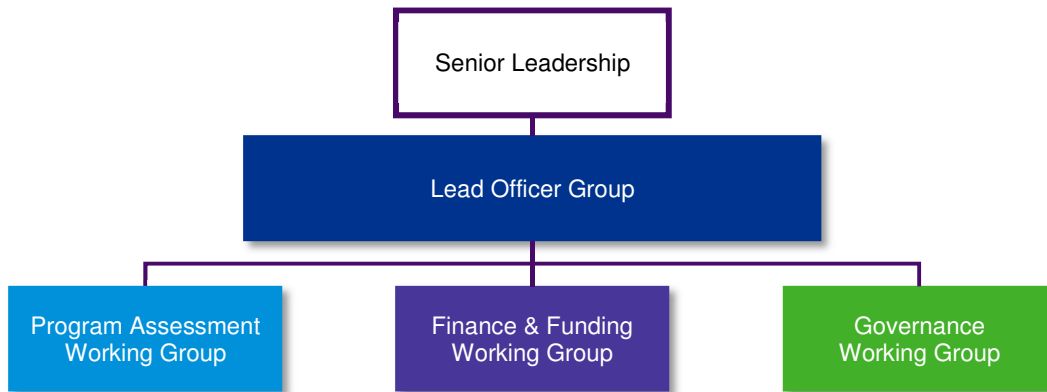 Senior Leadership
Lead Officer Group
Program Assessment
Working Group
Finance & Funding
Working Group
Governance
Working Group